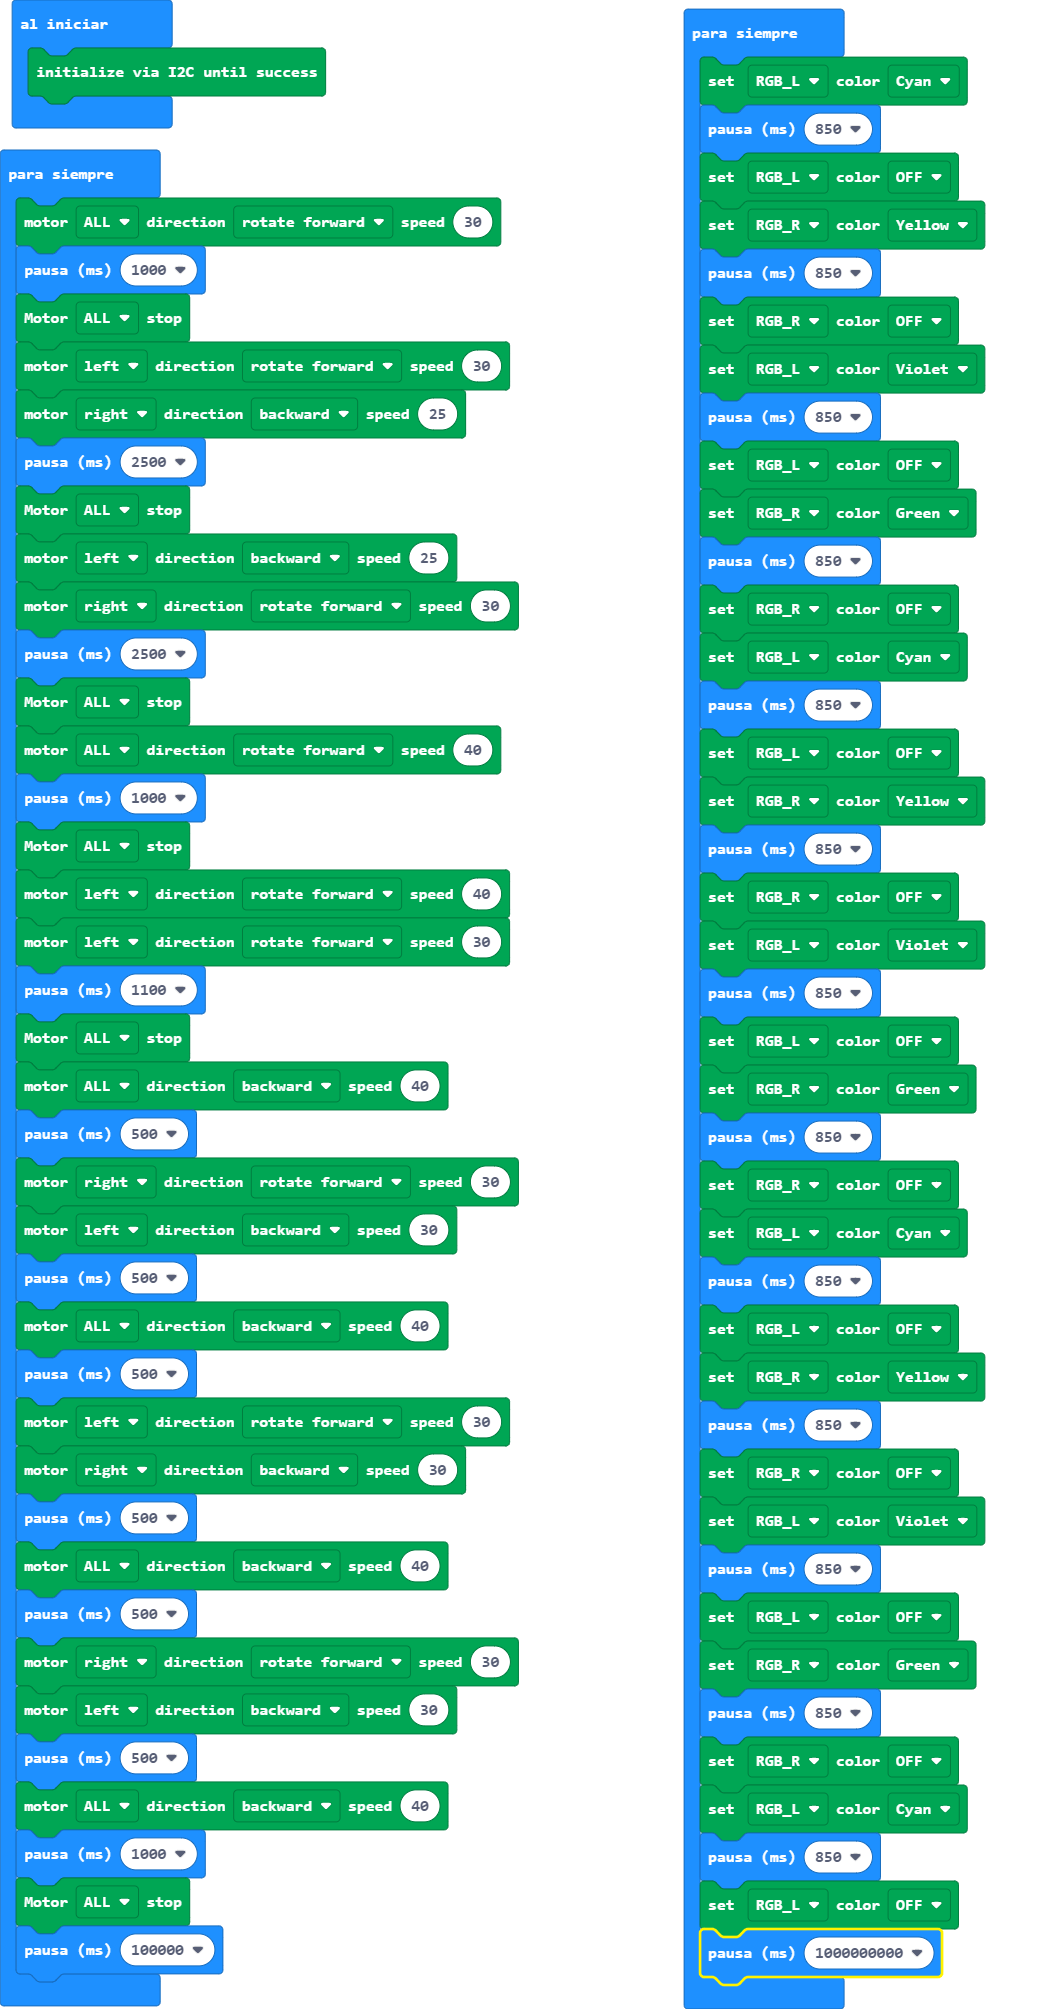 al iniciar
initialize via I2C until success
para siempre
motor ALL direction rotate forward speed 30
pausa (ms) 1000
Motor ALL stop
motor left direction rotate forward speed 30
motor right direction backward speed 25
pausa (ms) 2500
Motor ALL stop
motor left direction backward speed 25
motor right direction rotate forward speed 30
pausa (ms) 2500
Motor ALL stop
motor ALL direction rotate forward speed 40
pausa (ms) 1000
Motor ALL stop
motor left direction rotate forward speed 40
motor left direction rotate forward speed 30
pausa (ms) 1100
Motor ALL stop
motor ALL direction backward speed 40
pausa (ms) 500
motor right direction rotate forward speed 30
motor left direction backward speed 30
pausa (ms) 500
motor ALL direction backward speed 40
pausa (ms) 500
motor left direction rotate forward speed 30
motor right direction backward speed 30
pausa (ms) 500
motor ALL direction backward speed 40
pausa (ms) 500
motor right direction rotate forward speed 30
motor left direction backward speed 30
pausa (ms) 500
motor ALL direction backward speed 40
pausa (ms) 1000
Motor ALL stop
pausa (ms) 100000
para siempre
set RGB_L color Cyan
pausa (ms) 850
set RGB_L color OFF
set RGB_R color Yellow
pausa (ms) 850
set RGB_R color OFF
set RGB_L color Violet
pausa (ms) 850
set RGB_L color OFF
set RGB_R color Green
pausa (ms) 850
set RGB_R color OFF
set RGB_L color Cyan
pausa (ms) 850
set RGB_L color OFF
set RGB_R color Yellow
pausa (ms) 850
set RGB_R color OFF
set RGB_L color Violet
pausa (ms) 850
set RGB_L color OFF
set RGB_R color Green
pausa (ms) 850
set RGB_R color OFF
set RGB_L color Cyan
pausa (ms) 850
set RGB_L color OFF
set RGB_R color Yellow
pausa (ms) 850
set RGB_R color OFF
set RGB_L color Violet
pausa (ms) 850
set RGB_L color OFF
set RGB_R color Green
pausa (ms) 850
set RGB_R color OFF
set RGB_L color Cyan
pausa (ms) 850
set RGB_L color OFF
pausa (ms) 1000000000